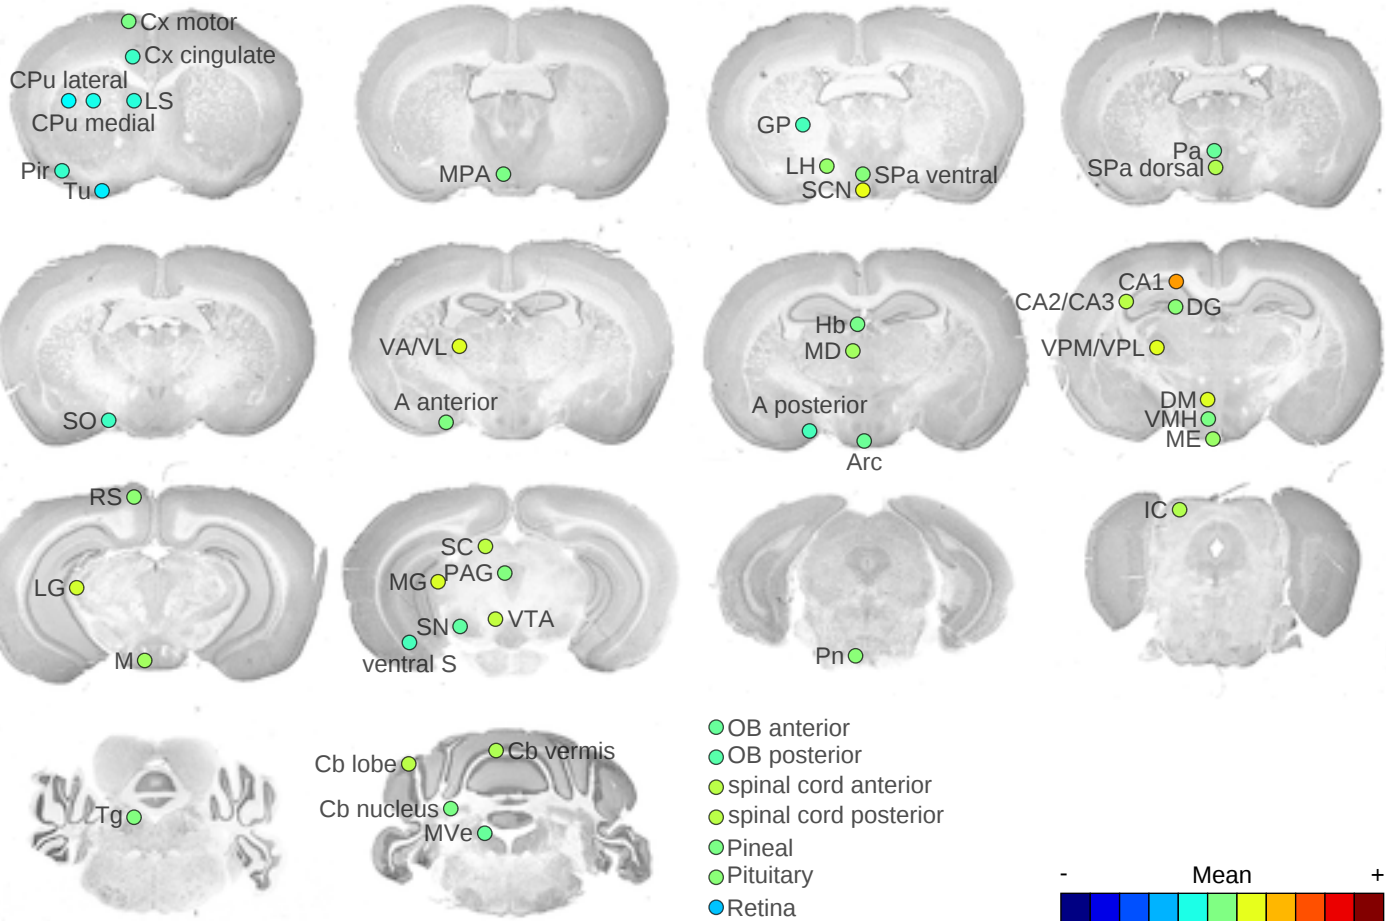 Cx motor
Cx cingulate
CPu lateral
LS
CPu medial
Pir
Tu
MPA
GP
LH
SPa ventral
SCN
Pa
SPa dorsal
SO
VA/VL
A anterior
Hb
MD
A posterior
Arc
CA1
CA2/CA3
DG
VPM/VPL
DM
VMH
ME
RS
LG
M
SC
MG
PAG
SN
VTA
ventral S
Pn
IC
Tg
Cb lobe
Cb vermis
Cb nucleus
MVe
OB anterior
OB posterior
spinal cord anterior
spinal cord posterior
Pineal
Pituitary
Retina
- Mean +